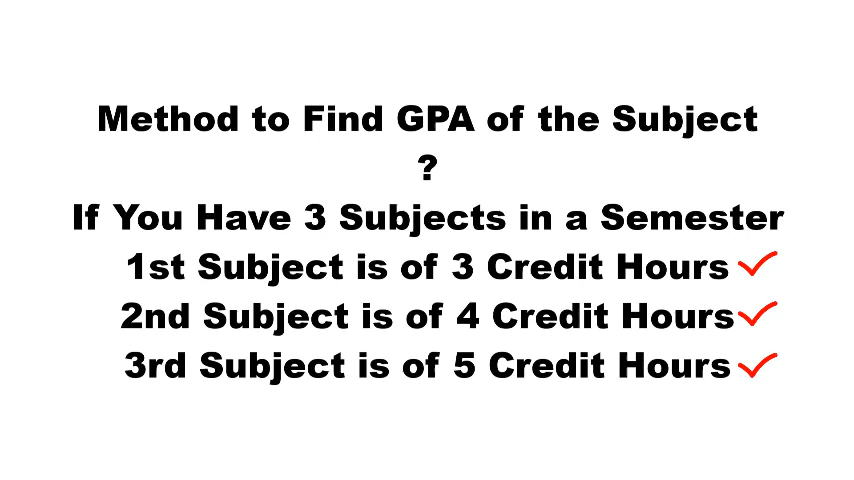 Method to Find GPA of the Subject
?
If You Have 3 Subjects in a Semester
1st Subject is of 3 Credit Hours
2nd Subject is of 4 Credit Hours
3rd Subject is of 5 Credit Hours